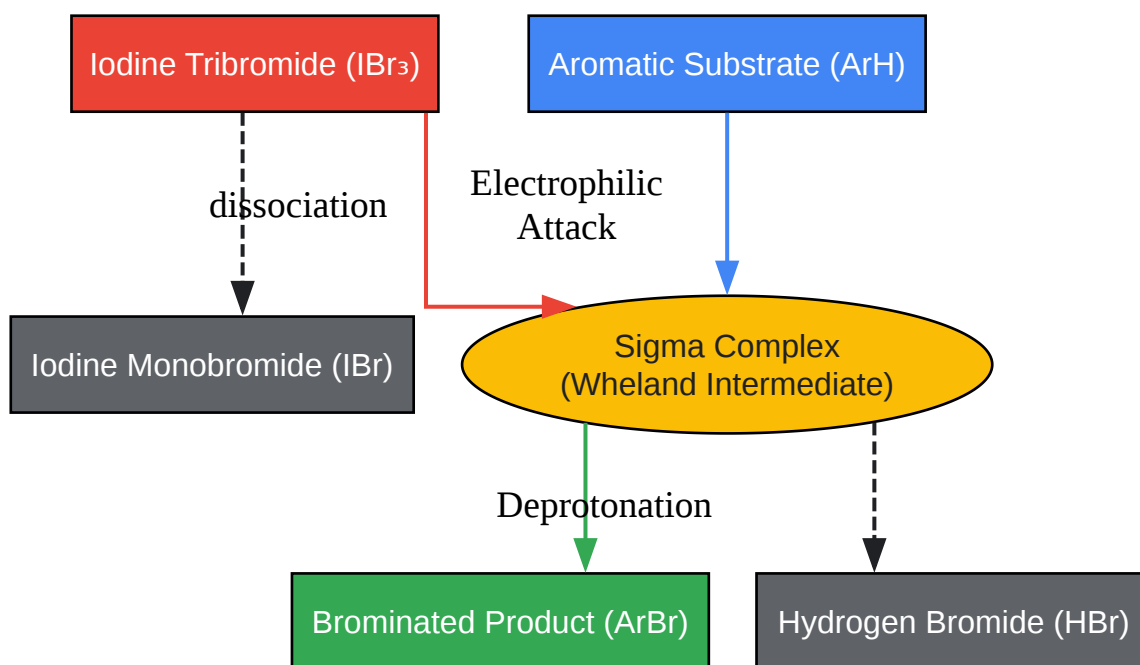 Iodine Tribromide (IBr₃)
Aromatic Substrate (ArH)
dissociation
Electrophilic
Attack
Iodine Monobromide (IBr)
Sigma Complex
(Wheland Intermediate)
Deprotonation
Brominated Product (ArBr)
Hydrogen Bromide (HBr)